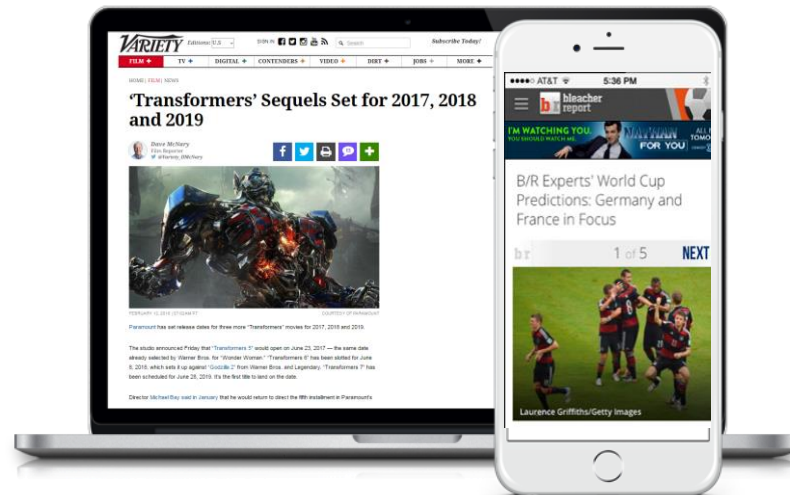 VARIETY
Editions: U.S
SIGN IN
Search
Subscribe Today!
FILM + TV + DIGITAL + CONTENDERS + VIDEO + DIRT + JOBS + MORE +
HOME | FILM | NEWS
‘Transformers’ Sequels Set for 2017, 2018
and 2019
Dave McNary
Film Reporter
@Variety_DMcNary
COURTESY OF PARAMOUNT
Paramount has set release dates for three more “Transformers” movies for 2017, 2018 and 2019.
The studio announced Friday that “Transformers 5” would open on June 23, 2017 — the same date
already selected by Warner Bros. for “Wonder Woman.” “Transformers 6” has been slotted for June
8, 2018, which sets it up against “Godzilla 2” from Warner Bros. and Legendary. “Transformers 7” has
been scheduled for June 28, 2019. It’s the first title to land on the date.
Director Michael Bay said in January that he would return to direct the fifth installment in Paramount’s
AT&T 5:36 PM
br bleacher
report
I'M WATCHING YOU.
YOU SHOULD WATCH ME.
NATHAN
FOR YOU
ALL
TOMO
B/R Experts' World Cup
Predictions: Germany and
France in Focus
br 1 of 5 NEXT
Laurence Griffiths/Getty Images